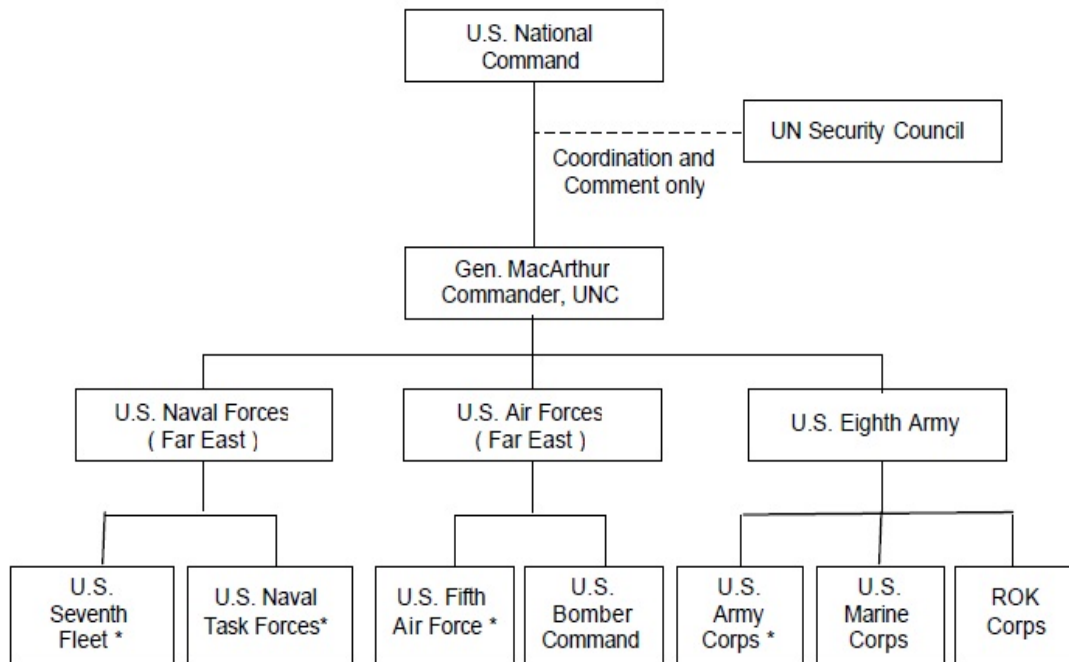 U.S. National
Command
UN Security Council
Coordination and
Comment only
Gen. MacArthur
Commander, UNC
U.S. Naval Forces
( Far East )
U.S. Air Forces
( Far East )
U.S. Eighth Army
U.S.
Seventh
Fleet *
U.S. Naval
Task Forces*
U.S. Fifth
Air Force *
U.S.
Bomber
Command
U.S.
Army
Corps *
U.S.
Marine
Corps
ROK
Corps